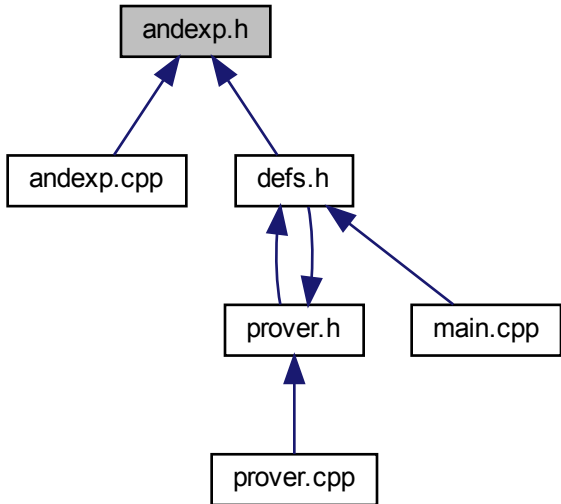 andexp.h
andexp.cpp
defs.h
prover.h
main.cpp
prover.cpp